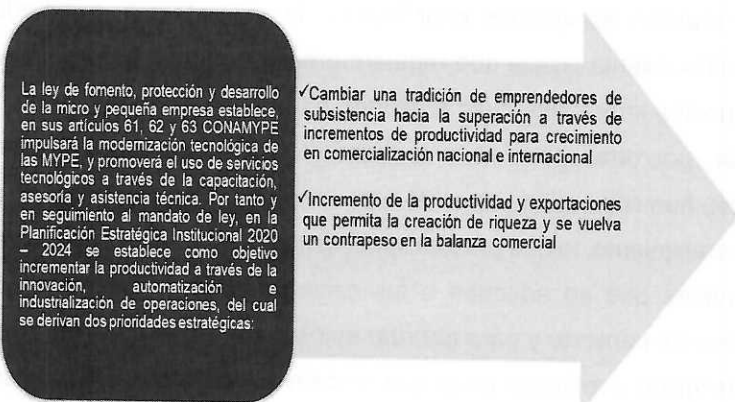 La ley de fomento, protección y desarrollo
de la micro y pequeña empresa establece,
en sus artículos 61, 62 y 63 CONAMYPE
impulsará la modernización tecnológica de
las MYPE, y promoverá el uso de servicios
tecnológicos a través de la capacitación,
asesoría y asistencia técnica. Por tanto y
en seguimiento al mandato de ley, en la
Planificación Estratégica Institucional 2020
– 2024 se establece como objetivo
incrementar la productividad a través de la
innovación, automatización e
industrialización de operaciones, del cual
se derivan dos prioridades estratégicas:
✓Cambiar una tradición de emprendedores de
subsistencia hacia la superación a través de
incrementos de productividad para crecimiento
en comercialización nacional e internacional
✓Incremento de la productividad y exportaciones
que permita la creación de riqueza y se vuelva
un contrapeso en la balanza comercial